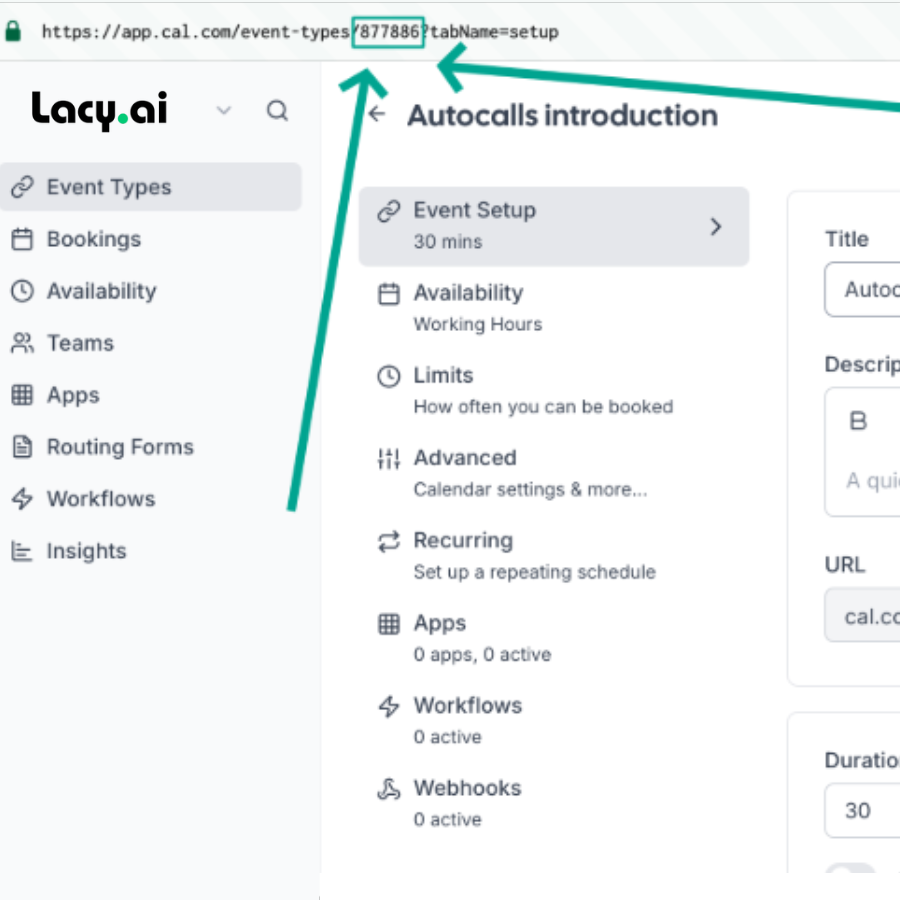 https://app.cal.com/event-types/877886?tabName=setup
Lacy.ai
Event Types
Bookings
Availability
Teams
Apps
Routing Forms
Workflows
Insights
Autocalls introduction
Event Setup
30 mins
Availability
Working Hours
Limits
How often you can be booked
Advanced
Calendar settings & more...
Recurring
Set up a repeating schedule
Apps
0 apps, 0 active
Workflows
0 active
Webhooks
0 active
Title
Autoc
Descrip
B
A quic
URL
cal.co
Duration
30